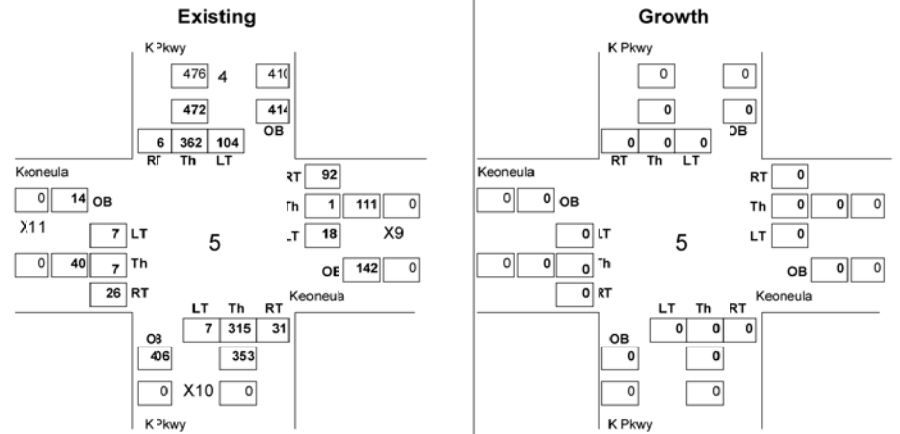 Existing
K Pkwy
476 4 410
472 414
OB
6 362 104
RT Th LT
Keoneula
RT 92
0 14 OB
Th 1 111 0
X11
7 LT
5
LT 18 X9
0 40 7 Th
OB 142 0
26 RT
Keoneula
LT Th RT
7 315 31
OB
406 353
0 X10 0
K Pkwy
Growth
K Pkwy
0 0
0 0
OB
0 0 0
RT Th LT
Keoneula
RT 0
0 0 OB
Th 0 0 0
0 LT
5
LT 0
0 0 0 Th
OB 0 0
0 RT
Keoneula
LT Th RT
0 0 0
OB
0 0
0 0
K Pkwy